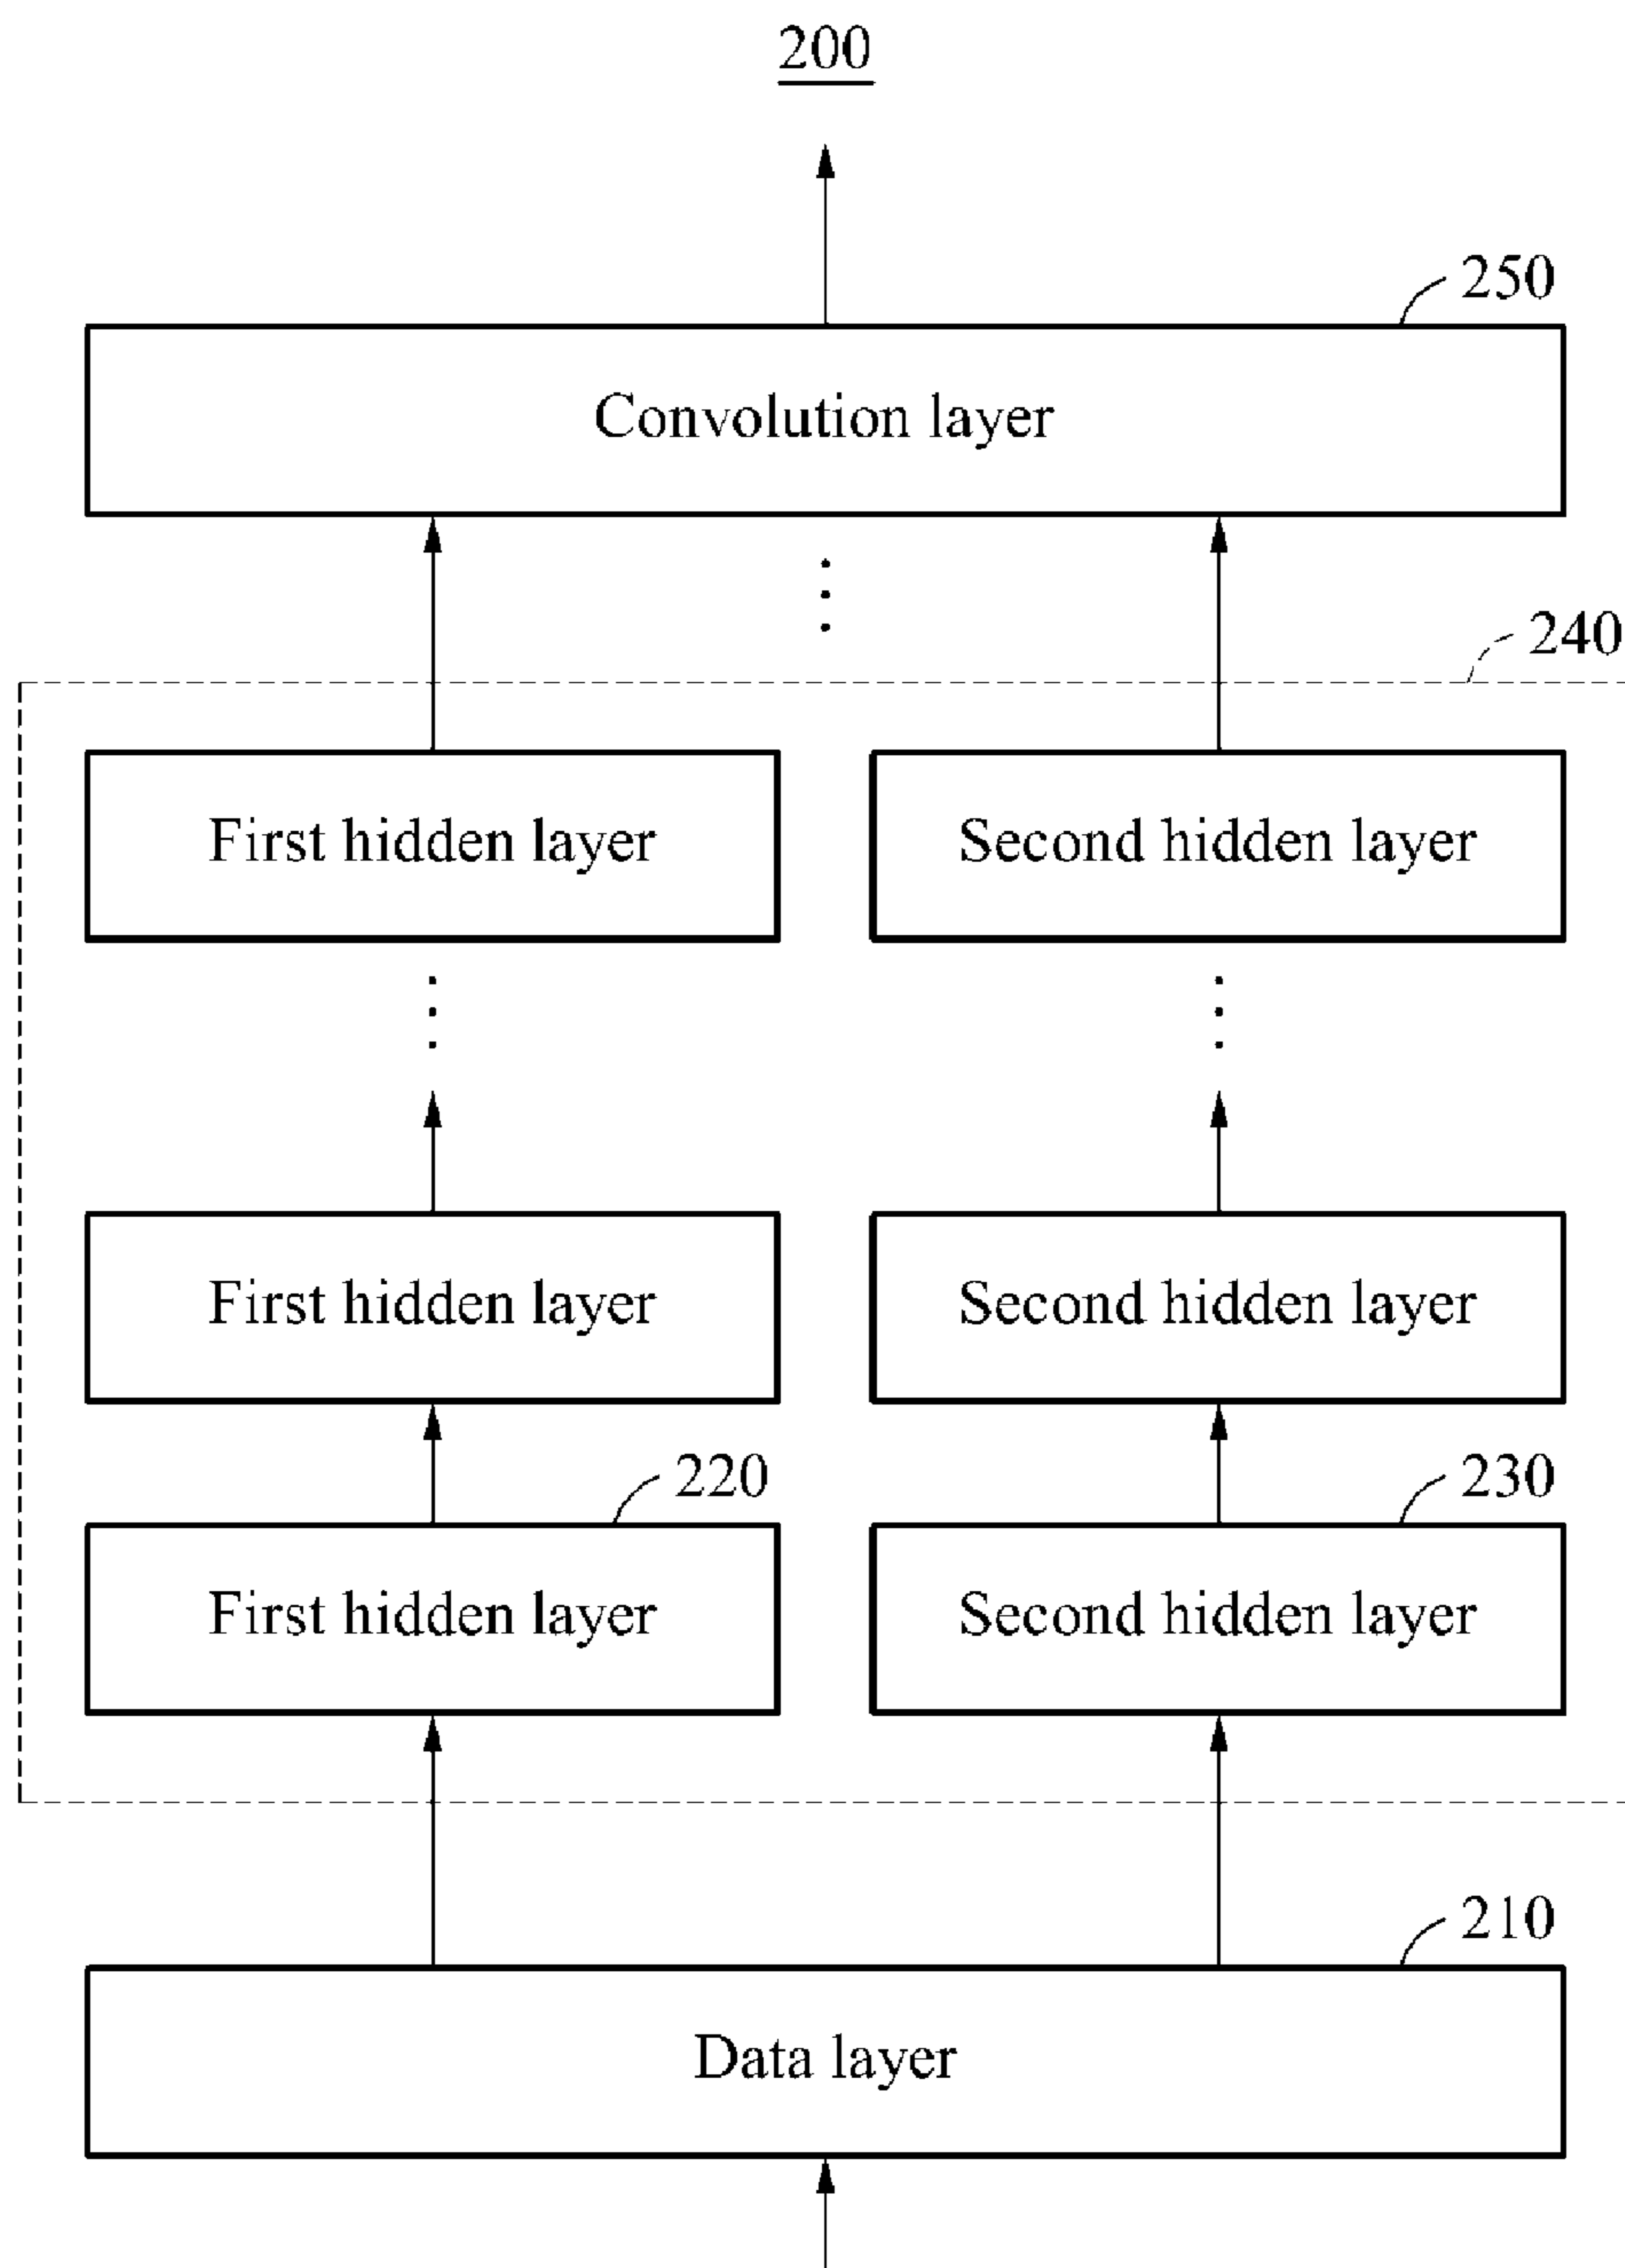 200
250
Convolution layer
240
First hidden layer
Second hidden layer
First hidden layer
Second hidden layer
220
230
First hidden layer
Second hidden layer
210
Data layer